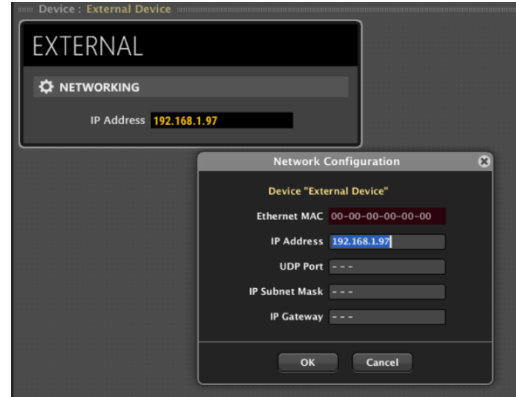 Device : External Device
EXTERNAL
NETWORKING
IP Address 192.168.1.97
Network Configuration
Device "External Device"
Ethernet MAC 00-00-00-00-00-00
IP Address 192.168.1.97
UDP Port - - -
IP Subnet Mask - - -
IP Gateway - - -
OK Cancel